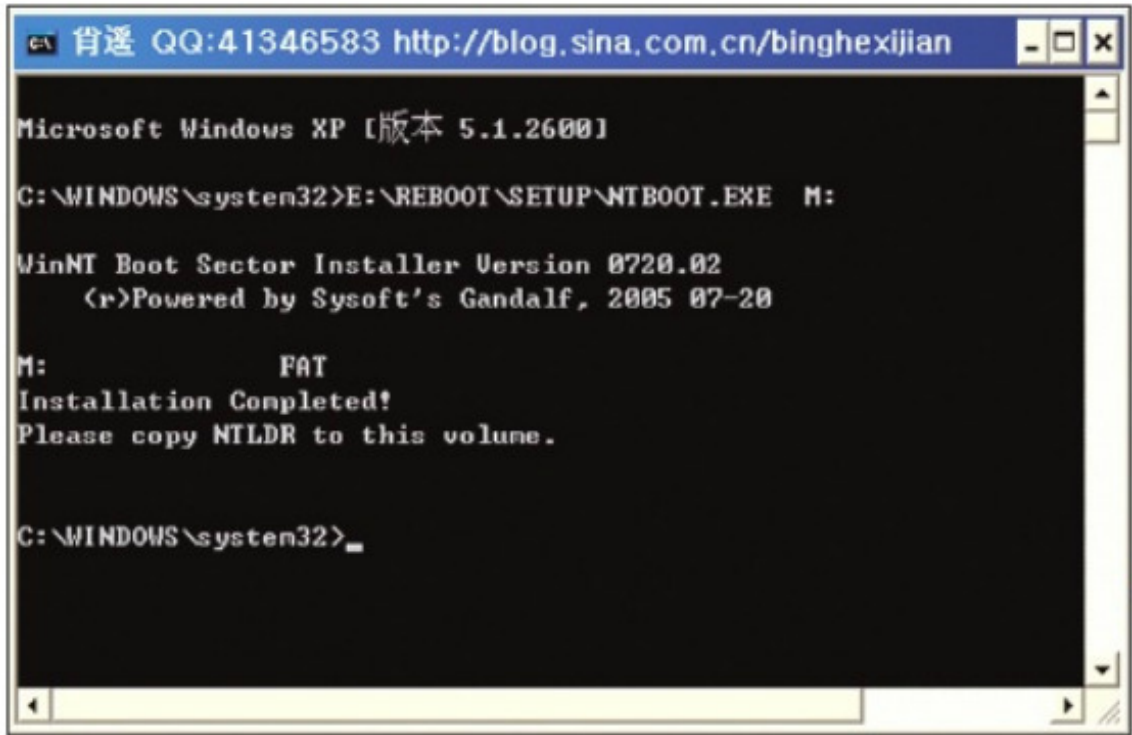 肖遥 QQ:41346583 http://blog.sina.com.cn/binghexijian
Microsoft Windows XP [版本 5.1.2600]
C:\WINDOWS\system32>E:\REBOOT\SETUP\NTBOOT.EXE  M:
WinNT Boot Sector Installer Version 0720.02
    (r)Powered by Sysoft's Gandalf, 2005 07-20
M:              FAT
Installation Completed!
Please copy NTLDR to this volume.
C:\WINDOWS\system32>